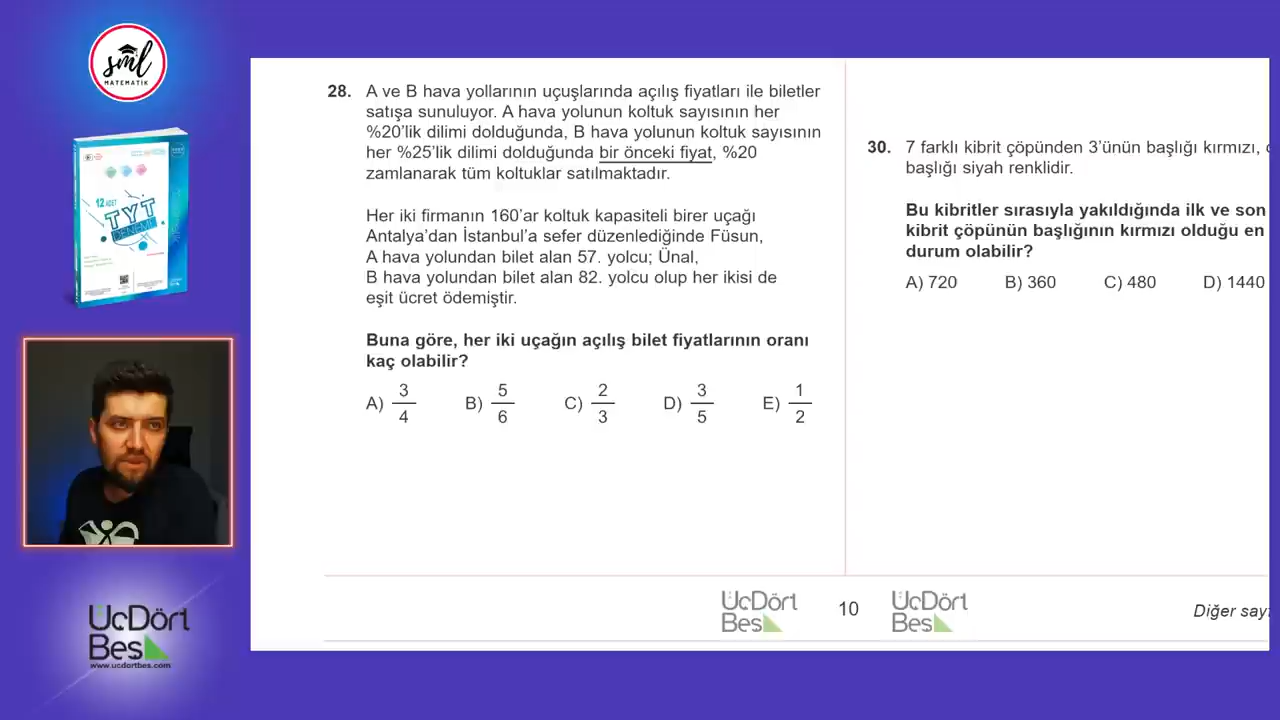 sml
MATEMATİK
12 ADET
TYT
DENEME
ÜçDört
Beş
www.ucdortbes.com
28. A ve B hava yollarının uçuşlarında açılış fiyatları ile biletler
satışa sunuluyor. A hava yolunun koltuk sayısının her
%20'lik dilimi dolduğunda, B hava yolunun koltuk sayısının
her %25'lik dilimi dolduğunda bir önceki fiyat, %20
zamlanarak tüm koltuklar satılmaktadır.
Her iki firmanın 160'ar koltuk kapasiteli birer uçağı
Antalya'dan İstanbul'a sefer düzenlediğinde Füsun,
A hava yolundan bilet alan 57. yolcu; Ünal,
B hava yolundan bilet alan 82. yolcu olup her ikisi de
eşit ücret ödemiştir.
Buna göre, her iki uçağın açılış bilet fiyatlarının oranı
kaç olabilir?
A) 3/4 B) 5/6 C) 2/3 D) 3/5 E) 1/2
30. 7 farklı kibrit çöpünden 3'ünün başlığı kırmızı,
başlığı siyah renklidir.
Bu kibritler sırasıyla yakıldığında ilk ve son
kibrit çöpünün başlığının kırmızı olduğu en
durum olabilir?
A) 720 B) 360 C) 480 D) 1440
ÜçDört
Beş
10
ÜçDört
Beş
Diğer sayf